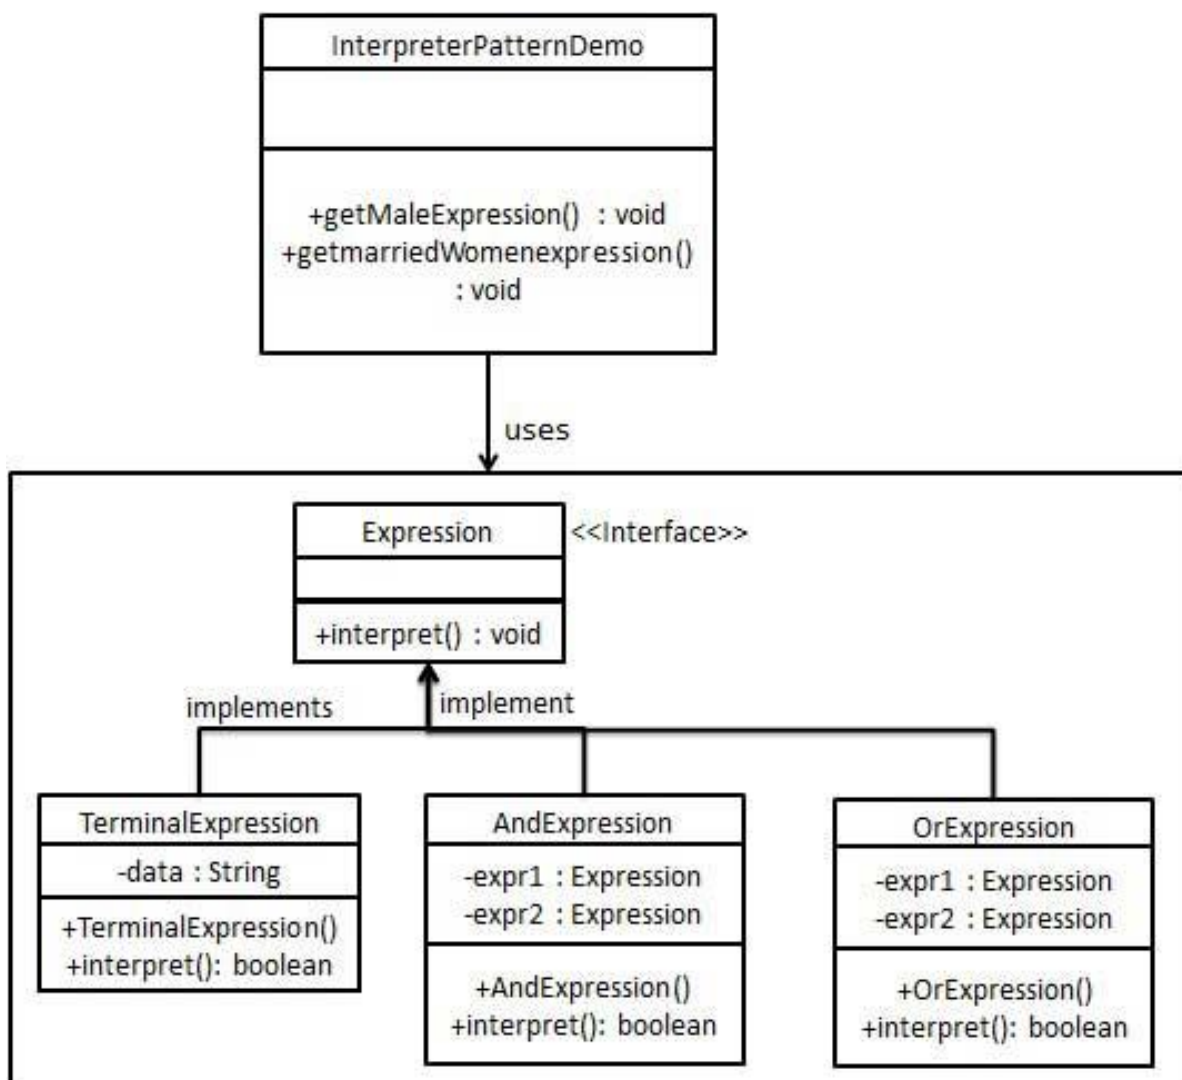 InterpreterPatternDemo
+getMaleExpression() : void
+getmarriedWomenexpression()
: void
uses
Expression
<<Interface>>
+interpret() : void
implements
implement
TerminalExpression
-data : String
+TerminalExpression()
+interpret(): boolean
AndExpression
-expr1 : Expression
-expr2 : Expression
+AndExpression()
+interpret(): boolean
OrExpression
-expr1 : Expression
-expr2 : Expression
+OrExpression()
+interpret(): boolean